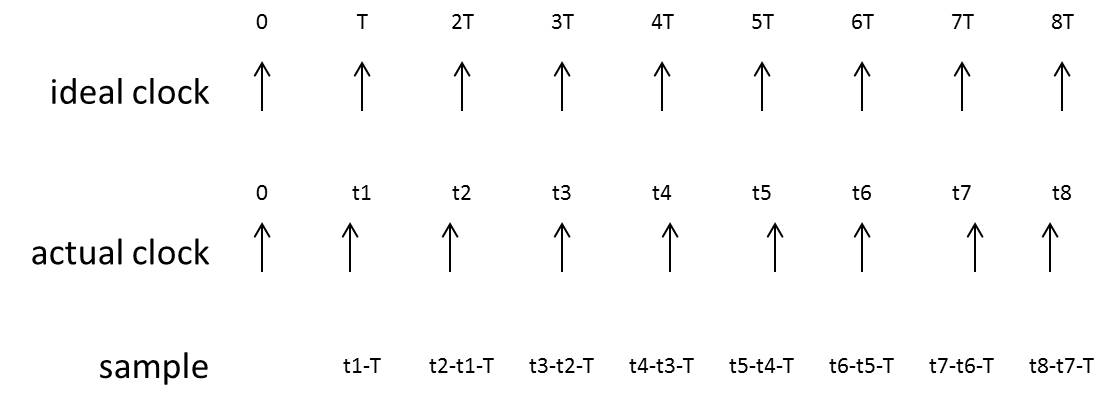 0 T 2T 3T 4T 5T 6T 7T 8T
ideal clock
0 t1 t2 t3 t4 t5 t6 t7 t8
actual clock
sample t1-T t2-t1-T t3-t2-T t4-t3-T t5-t4-T t6-t5-T t7-t6-T t8-t7-T